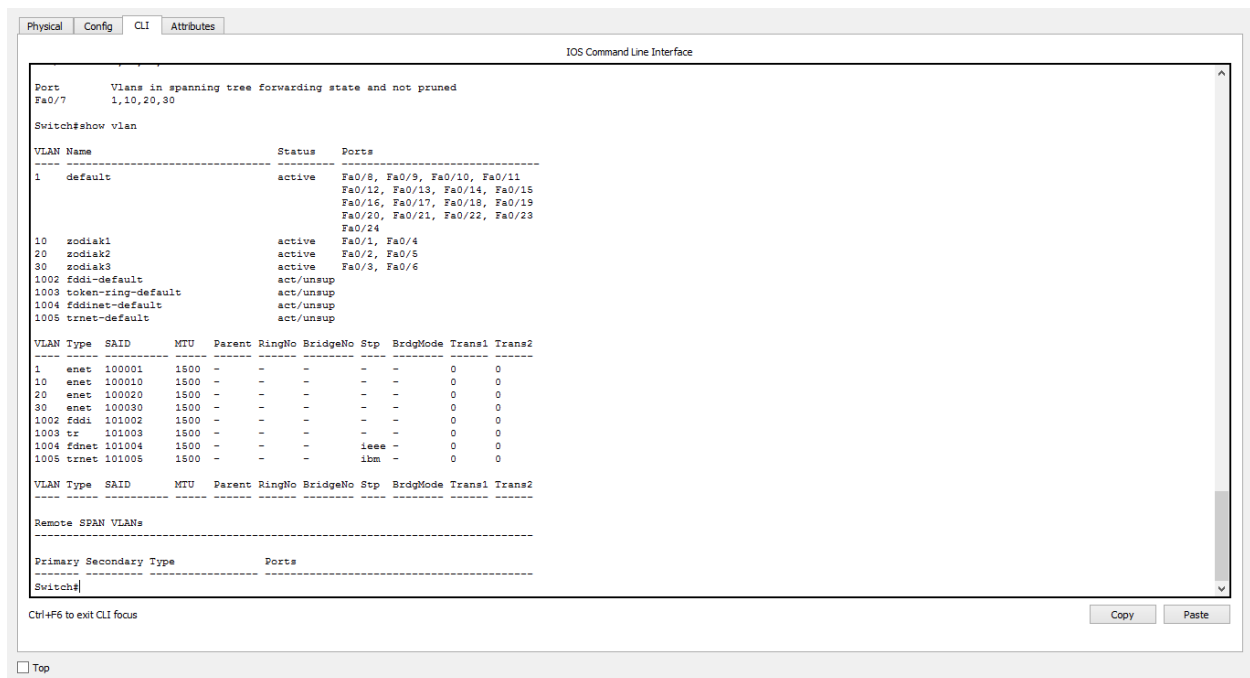 Physical Config CLI Attributes
IOS Command Line Interface
Port        Vlans in spanning tree forwarding state and not pruned
Fa0/7       1,10,20,30
Switch#show vlan
VLAN Name                             Status    Ports
---- -------------------------------- --------- -------------------------------
1    default                          active    Fa0/8, Fa0/9, Fa0/10, Fa0/11
                                                Fa0/12, Fa0/13, Fa0/14, Fa0/15
                                                Fa0/16, Fa0/17, Fa0/18, Fa0/19
                                                Fa0/20, Fa0/21, Fa0/22, Fa0/23
                                                Fa0/24
10   zodiak1                          active    Fa0/1, Fa0/4
20   zodiak2                          active    Fa0/2, Fa0/5
30   zodiak3                          active    Fa0/3, Fa0/6
1002 fddi-default                     act/unsup
1003 token-ring-default               act/unsup
1004 fddinet-default                  act/unsup
1005 trnet-default                    act/unsup
VLAN Type  SAID       MTU   Parent RingNo BridgeNo Stp  BrdgMode Trans1 Trans2
---- ----- ---------- ----- ------ ------ -------- ---- -------- ------ ------
1    enet  100001     1500  -      -      -        -    -        0      0
10   enet  100010     1500  -      -      -        -    -        0      0
20   enet  100020     1500  -      -      -        -    -        0      0
30   enet  100030     1500  -      -      -        -    -        0      0
1002 fddi  101002     1500  -      -      -        -    -        0      0
1003 tr    101003     1500  -      -      -        -    -        0      0
1004 fdnet 101004     1500  -      -      -        ieee -        0      0
1005 trnet 101005     1500  -      -      -        ibm  -        0      0
VLAN Type  SAID       MTU   Parent RingNo BridgeNo Stp  BrdgMode Trans1 Trans2
---- ----- ---------- ----- ------ ------ -------- ---- -------- ------ ------
Remote SPAN VLANs
------------------------------------------------------------------------------
Primary Secondary Type              Ports
------- --------- ----------------- ------------------------------------------
Switch#
Ctrl+F6 to exit CLI focus
Copy Paste
Top